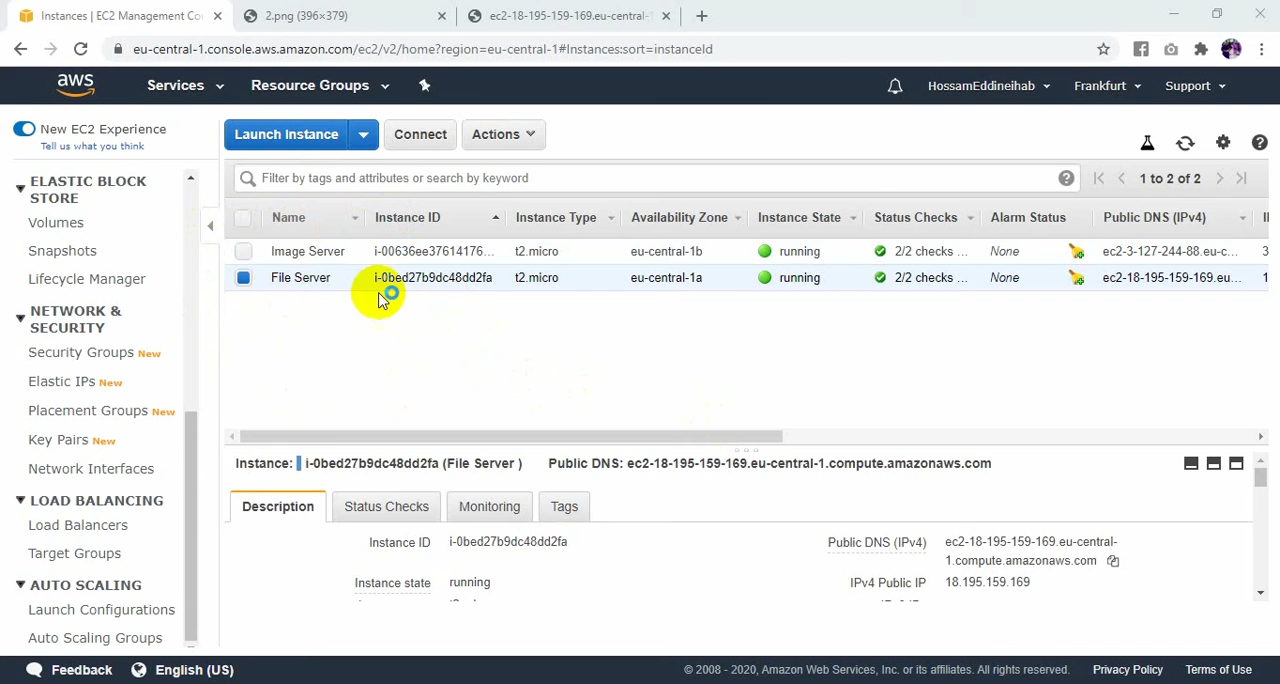 Instances | EC2 Management Co
2.png (396×379)
ec2-18-195-159-169.eu-central-1
eu-central-1.console.aws.amazon.com/ec2/v2/home?region=eu-central-1#Instances:sort=instanceId
aws
Services
Resource Groups
HossamEddineihab
Frankfurt
Support
New EC2 Experience
Tell us what you think
ELASTIC BLOCK
STORE
Volumes
Snapshots
Lifecycle Manager
NETWORK &
SECURITY
Security Groups New
Elastic IPs New
Placement Groups New
Key Pairs New
Network Interfaces
LOAD BALANCING
Load Balancers
Target Groups
AUTO SCALING
Launch Configurations
Auto Scaling Groups
Launch Instance
Connect
Actions
Filter by tags and attributes or search by keyword
1 to 2 of 2
Name Instance ID Instance Type Availability Zone Instance State Status Checks Alarm Status Public DNS (IPv4)
Image Server i-00636ee37614176... t2.micro eu-central-1b running 2/2 checks ... None ec2-3-127-244-88.eu-c... 3
File Server i-0bed27b9dc48dd2fa t2.micro eu-central-1a running 2/2 checks ... None ec2-18-195-159-169.eu... 1
Instance: i-0bed27b9dc48dd2fa (File Server ) Public DNS: ec2-18-195-159-169.eu-central-1.compute.amazonaws.com
Description
Status Checks
Monitoring
Tags
Instance ID i-0bed27b9dc48dd2fa
Instance state running
Public DNS (IPv4) ec2-18-195-159-169.eu-central-
1.compute.amazonaws.com
IPv4 Public IP 18.195.159.169
Feedback
English (US)
© 2008 - 2020, Amazon Web Services, Inc. or its affiliates. All rights reserved.
Privacy Policy
Terms of Use